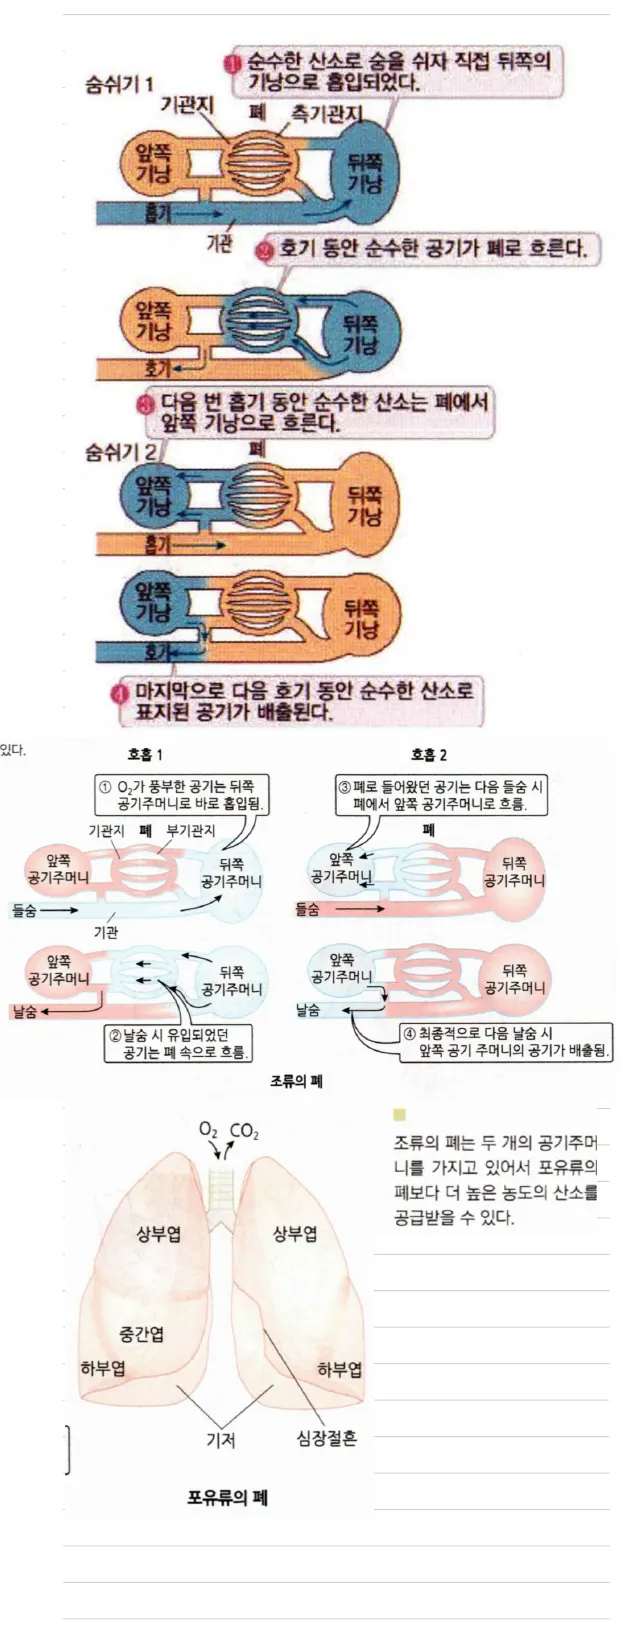 ❶ 순수한 산소로 숨을 쉬자 직접 뒤쪽의
기낭으로 흡입되었다.
숨쉬기 1
기관지 폐 측기관지
앞쪽
기낭
뒤쪽
기낭
흡기
기관
❷ 호기 동안 순수한 공기가 폐로 흐른다.
앞쪽
기낭
뒤쪽
기낭
호기
❸ 다음 번 흡기 동안 순수한 산소는 폐에서
앞쪽 기낭으로 흐른다.
숨쉬기 2
폐
앞쪽
기낭
뒤쪽
기낭
흡기
앞쪽
기낭
뒤쪽
기낭
호기
❹ 마지막으로 다음 호기 동안 순수한 산소로
표지된 공기가 배출된다.
있다.
호흡 1
호흡 2
① O₂가 풍부한 공기는 뒤쪽
공기주머니로 바로 흡입됨.
③ 폐로 들어왔던 공기는 다음 들숨 시
폐에서 앞쪽 공기주머니로 흐름.
기관지 폐 부기관지
폐
앞쪽
공기주머니
뒤쪽
공기주머니
앞쪽
공기주머니
뒤쪽
공기주머니
들숨
들숨
기관
앞쪽
공기주머니
뒤쪽
공기주머니
앞쪽
공기주머니
뒤쪽
공기주머니
날숨
날숨
② 날숨 시 유입되었던
공기는 폐 속으로 흐름.
④ 최종적으로 다음 날숨 시
앞쪽 공기 주머니의 공기가 배출됨.
조류의 폐
O₂ CO₂
조류의 폐는 두 개의 공기주머
니를 가지고 있어서 포유류의
폐보다 더 높은 농도의 산소를
공급받을 수 있다.
상부엽
상부엽
중간엽
하부엽
하부엽
기저
심장절흔
포유류의 폐